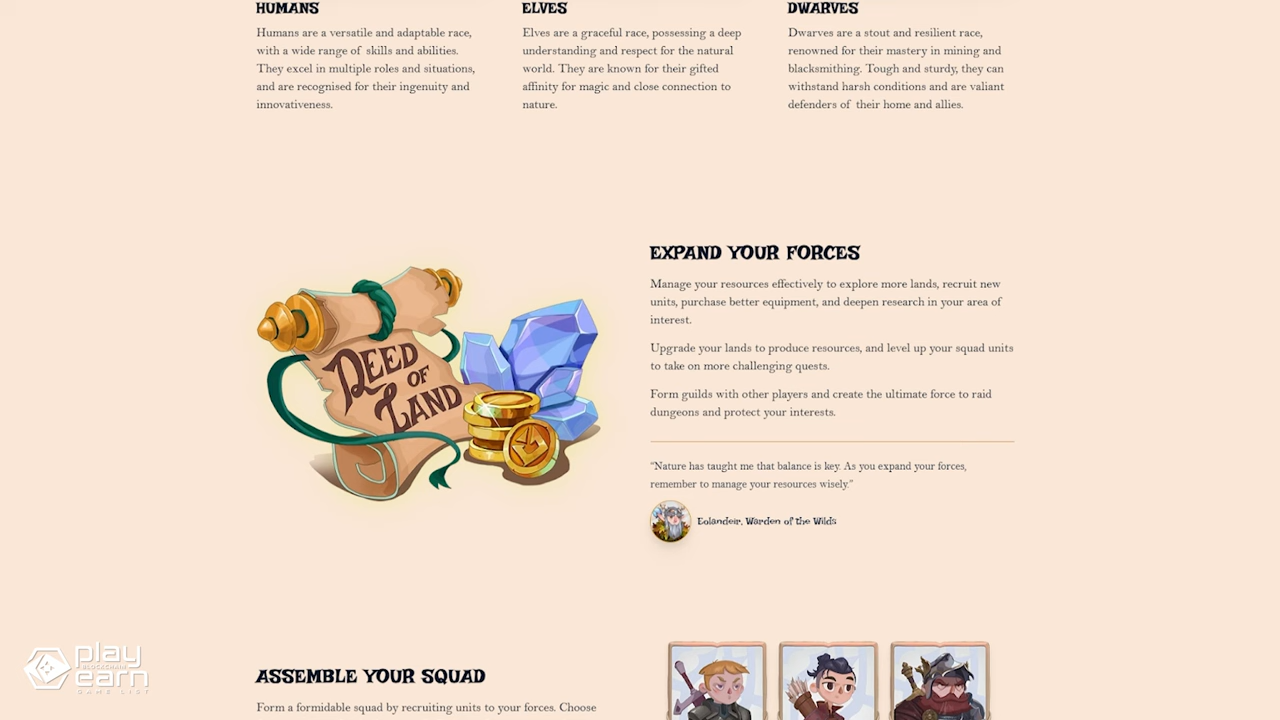 HUMANS
Humans are a versatile and adaptable race,
with a wide range of skills and abilities.
They excel in multiple roles and situations,
and are recognised for their ingenuity and
innovativeness.
ELVES
Elves are a graceful race, possessing a deep
understanding and respect for the natural
world. They are known for their gifted
affinity for magic and close connection to
nature.
DWARVES
Dwarves are a stout and resilient race,
renowned for their mastery in mining and
blacksmithing. Tough and sturdy, they can
withstand harsh conditions and are valiant
defenders of their home and allies.
DEED
OF
LAND
EXPAND YOUR FORCES
Manage your resources effectively to explore more lands, recruit new
units, purchase better equipment, and deepen research in your area of
interest.
Upgrade your lands to produce resources, and level up your squad units
to take on more challenging quests.
Form guilds with other players and create the ultimate force to raid
dungeons and protect your interests.
"Nature has taught me that balance is key. As you expand your forces,
remember to manage your resources wisely."
Eolandeir, Warden of the Wilds
ASSEMBLE YOUR SQUAD
Form a formidable squad by recruiting units to your forces. Choose
play
BLOCKCHAIN
earn
GAME LIST